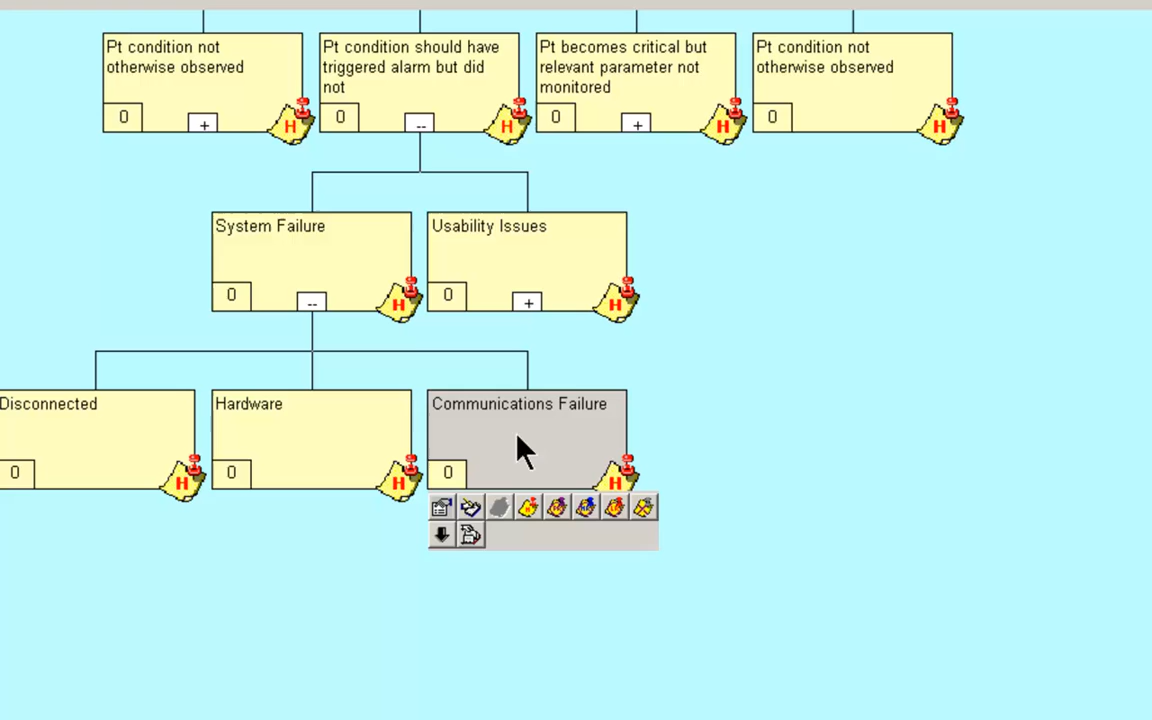 Pt condition not
otherwise observed
0
+
H
Pt condition should have
triggered alarm but did
not
0
--
H
Pt becomes critical but
relevant parameter not
monitored
0
+
H
Pt condition not
otherwise observed
0
H
System Failure
0
--
H
Usability Issues
0
+
H
Disconnected
0
H
Hardware
0
H
Communications Failure
0
H